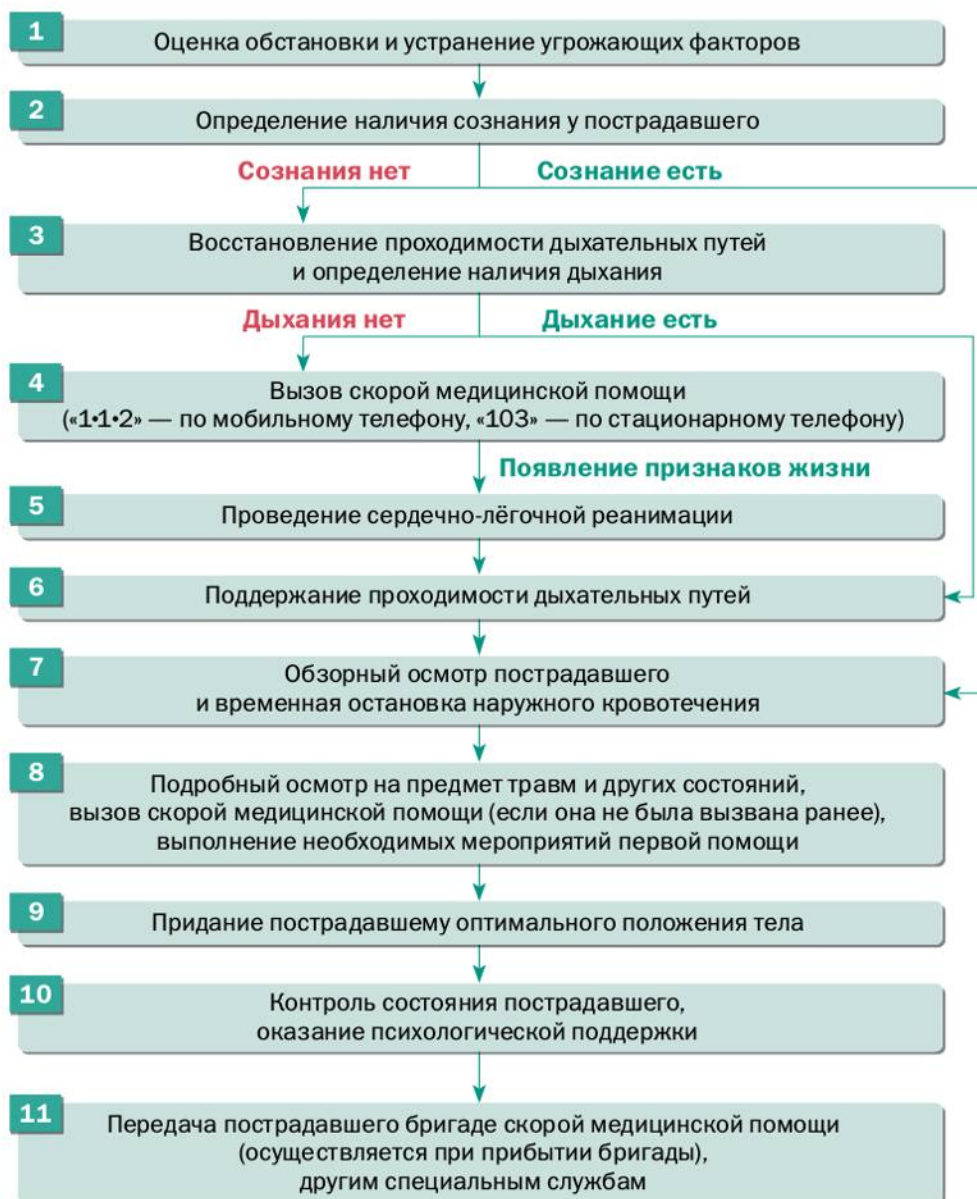 1
Оценка обстановки и устранение угрожающих факторов
2
Определение наличия сознания у пострадавшего
Сознания нет
Сознание есть
3
Восстановление проходимости дыхательных путей
и определение наличия дыхания
Дыхания нет
Дыхание есть
4
Вызов скорой медицинской помощи
(«1•1•2» — по мобильному телефону, «103» — по стационарному телефону)
Появление признаков жизни
5
Проведение сердечно-лёгочной реанимации
6
Поддержание проходимости дыхательных путей
7
Обзорный осмотр пострадавшего
и временная остановка наружного кровотечения
8
Подробный осмотр на предмет травм и других состояний,
вызов скорой медицинской помощи (если она не была вызвана ранее),
выполнение необходимых мероприятий первой помощи
9
Придание пострадавшему оптимального положения тела
10
Контроль состояния пострадавшего,
оказание психологической поддержки
11
Передача пострадавшего бригаде скорой медицинской помощи
(осуществляется при прибытии бригады),
другим специальным службам